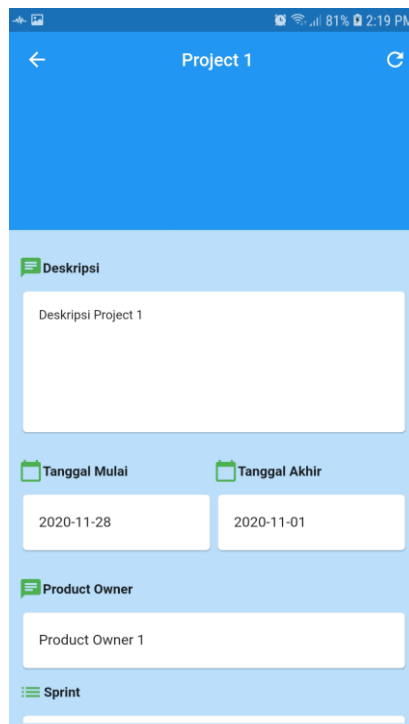 81% 2:19 PM
Project 1
Deskripsi
Deskripsi Project 1
Tanggal Mulai Tanggal Akhir
2020-11-28 2020-11-01
Product Owner
Product Owner 1
Sprint